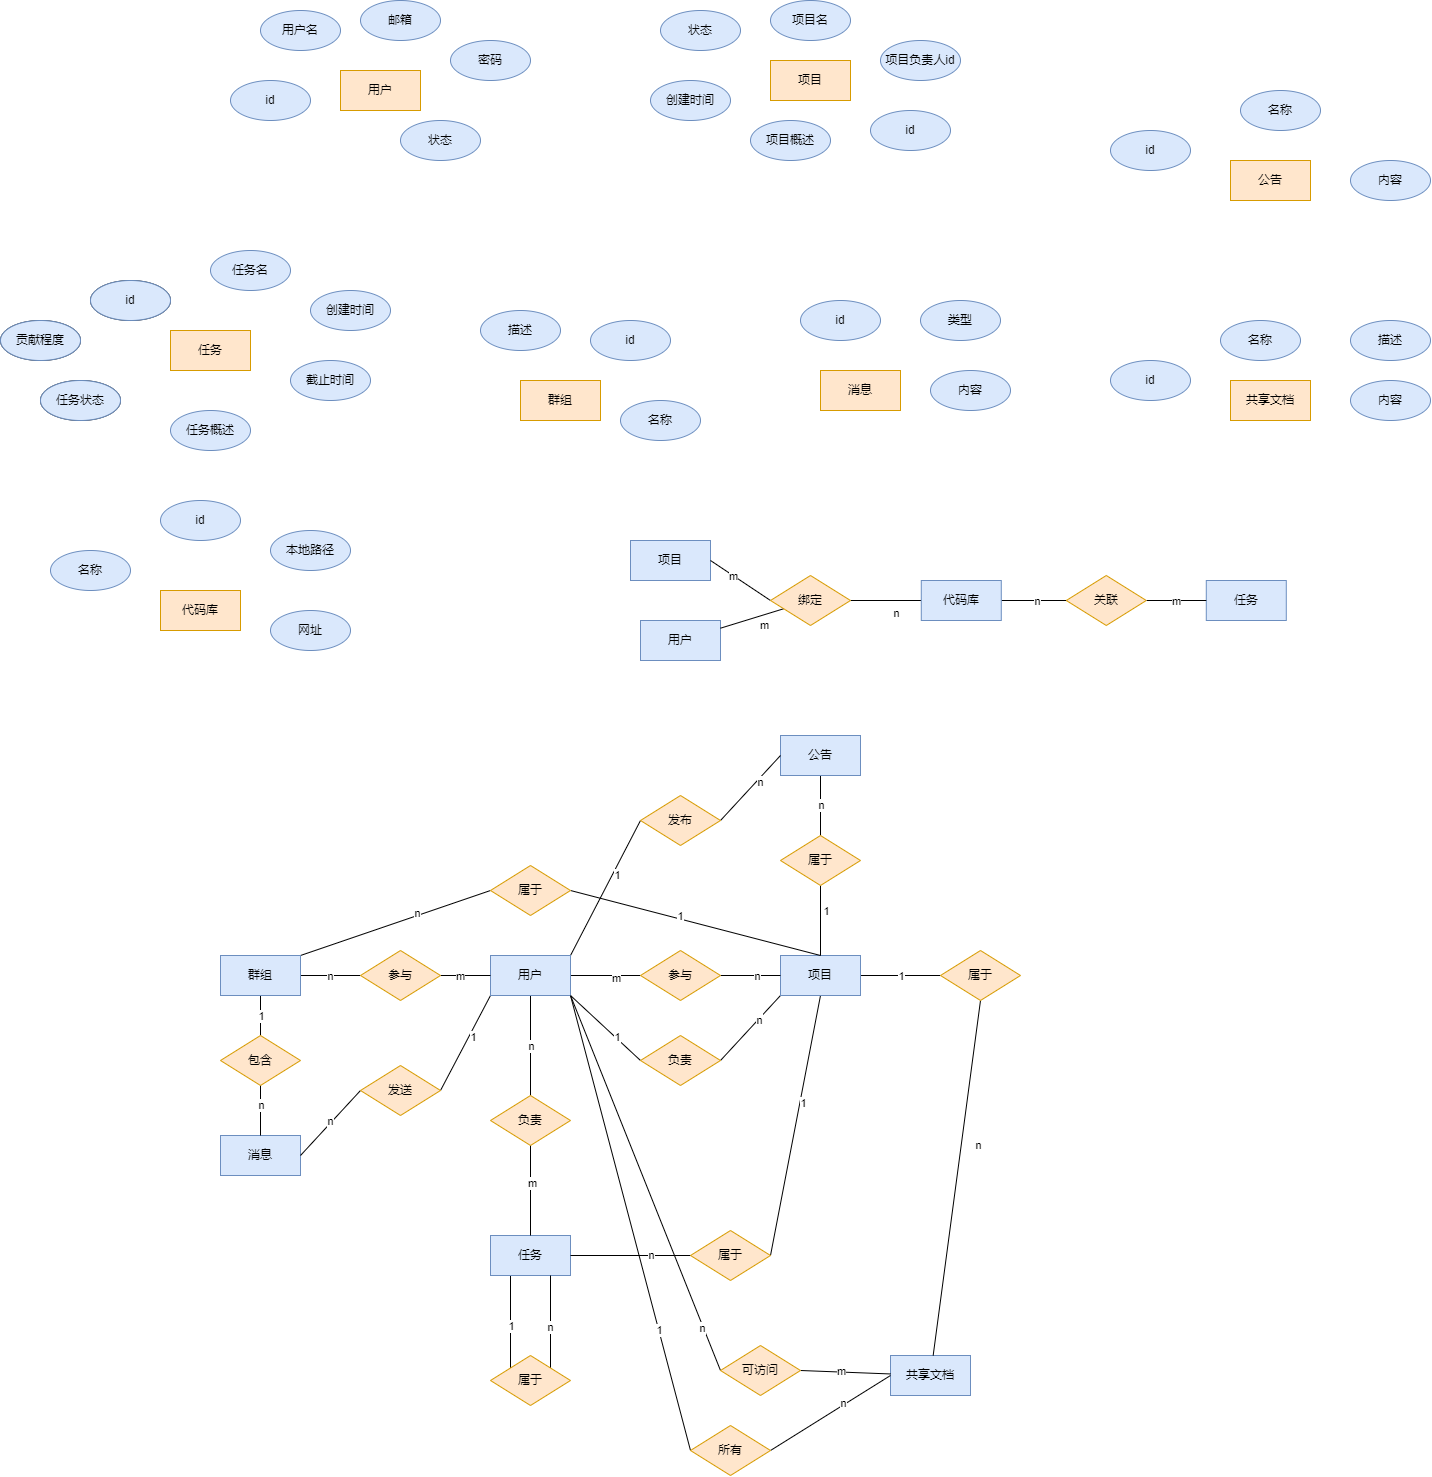 邮箱
用户名
密码
用户
id
状态
项目名
状态
项目负责人id
项目
创建时间
id
项目概述
名称
id
公告
内容
任务名
id
创建时间
贡献程度
任务
截止时间
任务状态
任务概述
描述
id
群组
名称
id
类型
消息
内容
名称
描述
id
共享文档
内容
id
本地路径
名称
代码库
网址
项目
m
绑定
n
代码库
n
关联
m
任务
用户
m
公告
n
发布
n
1
属于
1
属于
n
1
群组
n
参与
m
用户
m
参与
n
项目
1
属于
1
包含
n
消息
1
发送
n
n
负责
m
1
负责
n
1
n
任务
n
属于
1
n
属于
1
n
可访问
m
共享文档
n
所有